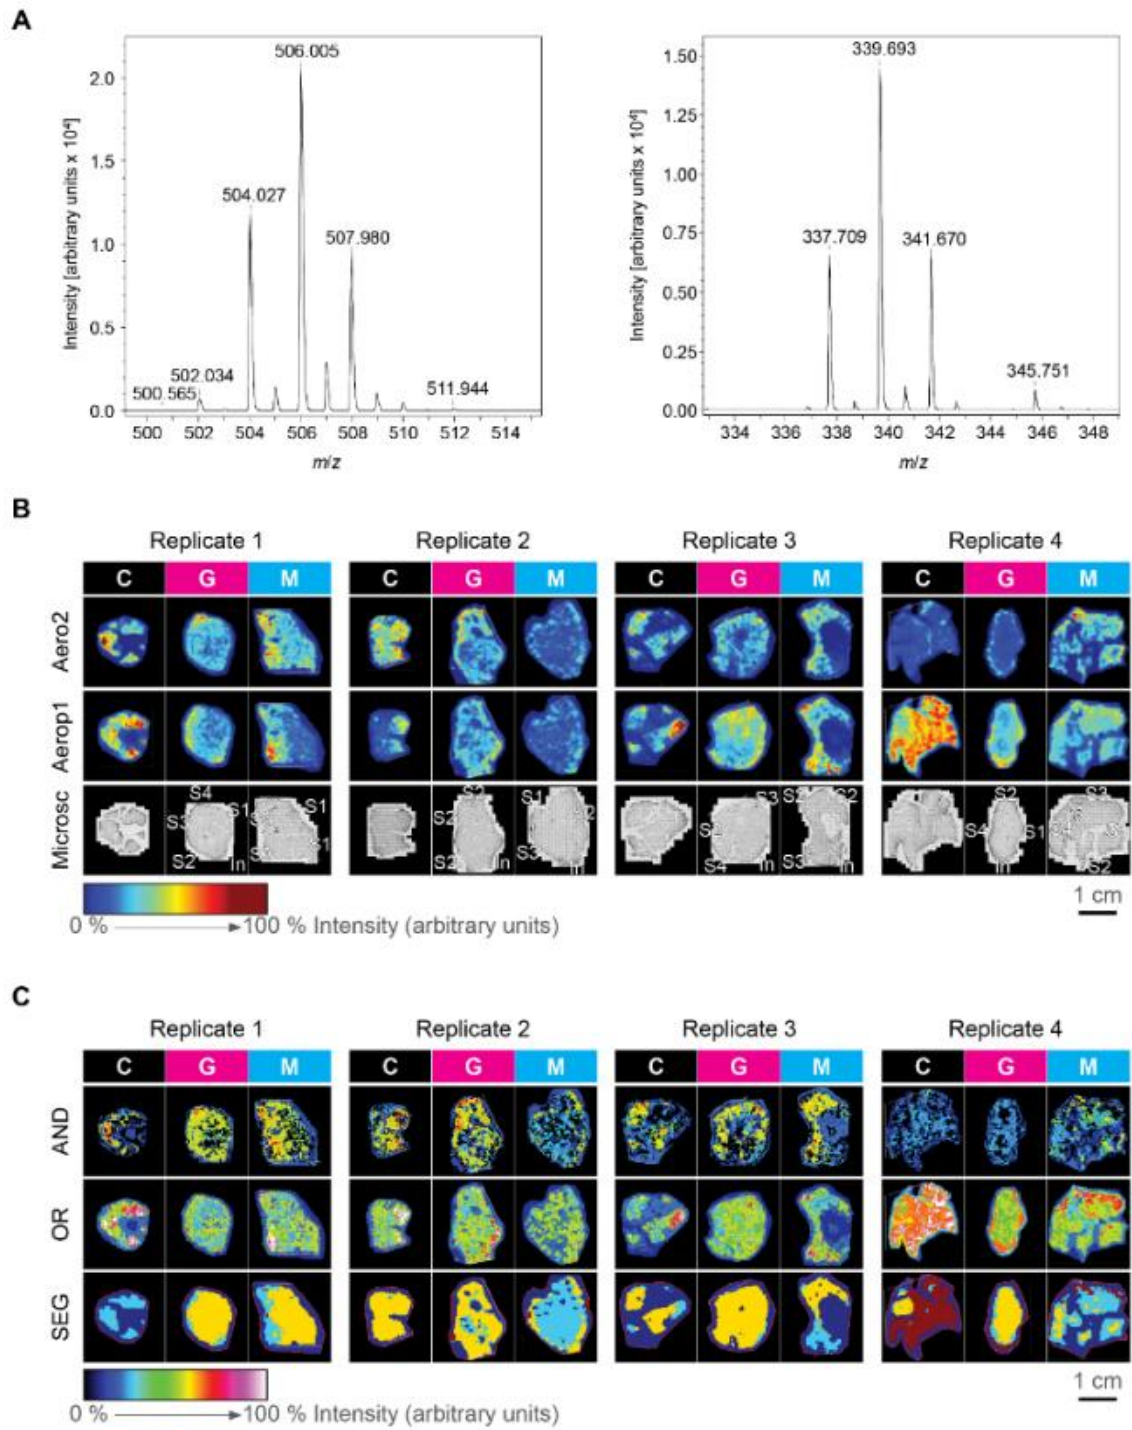 A
506.005
504.027
507.980
502.034
500.565
511.944
Intensity [arbitrary units x 10⁴]
2.0
1.5
1.0
0.5
0.0
500 502 504 506 508 510 512 514
m/z
339.693
337.709
341.670
345.751
Intensity [arbitrary units x 10⁴]
1.50
1.25
1.00
0.75
0.50
0.25
0.00
334 336 338 340 342 344 346 348
m/z
B
Replicate 1 Replicate 2 Replicate 3 Replicate 4
C G M C G M C G M C G M
Aero2
Aerop1
Microsc
S4 S1 S3 S2 In S1
S2 S2 S2 S1 S3 In
S3 S2 S4 In S2 S2 S3 In
S2 S4 S1 In S3 S2
0 % 100 % Intensity (arbitrary units)
1 cm
C
Replicate 1 Replicate 2 Replicate 3 Replicate 4
C G M C G M C G M C G M
AND
OR
SEG
0 % 100 % Intensity (arbitrary units)
1 cm